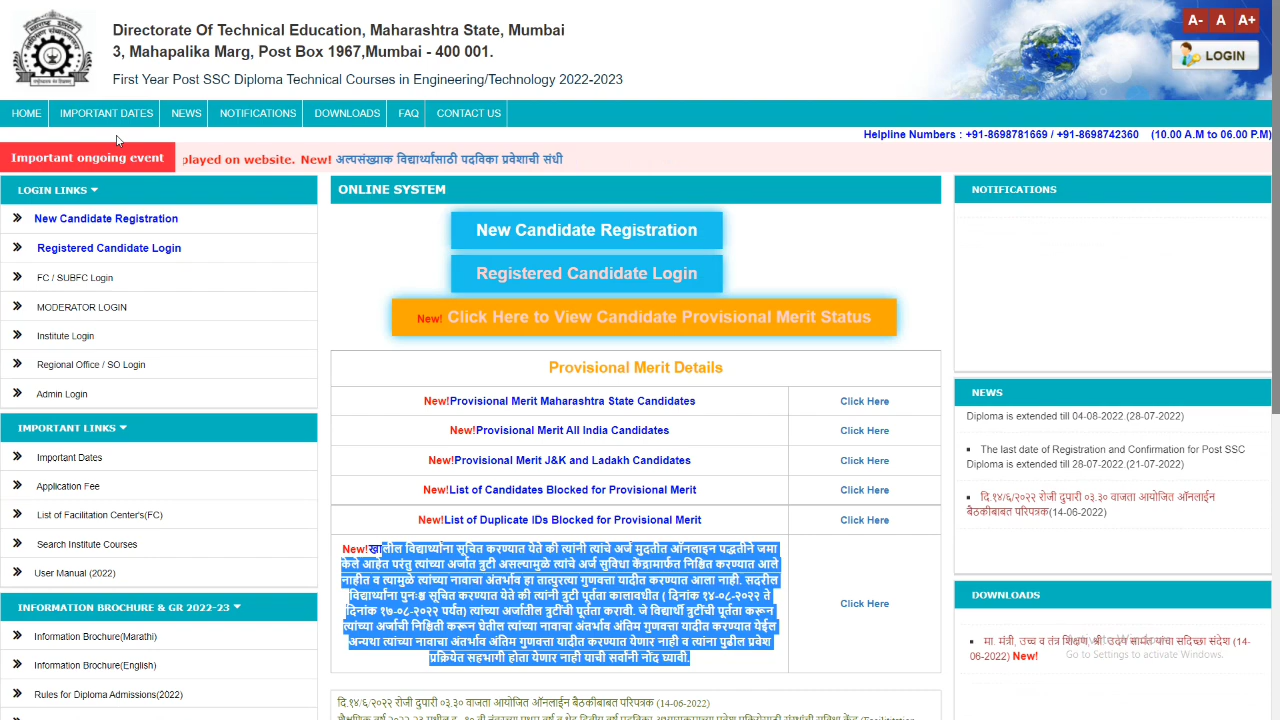 Directorate Of Technical Education, Maharashtra State, Mumbai
3, Mahapalika Marg, Post Box 1967.Mumbai - 400 001.
First Year Post SSC Diploma Technical Courses in Engineering/Technology 2022-2023
A- A A+
LOGIN
HOME IMPORTANT DATES NEWS NOTIFICATIONS DOWNLOADS FAQ CONTACT US
Helpline Numbers : +91-8698781669 / +91-8698742360 (10.00 A.M to 06.00 P.M)
Important ongoing event
played on website. New! अल्पसंख्याक विद्यार्थ्यांसाठी पदविका प्रवेशाची संधी
LOGIN LINKS
New Candidate Registration
Registered Candidate Login
FC / SUBFC Login
MODERATOR LOGIN
Institute Login
Regional Office / SO Login
Admin Login
IMPORTANT LINKS
Important Dates
Application Fee
List of Facilitation Center's(FC)
Search Institute Courses
User Manual (2022)
INFORMATION BROCHURE & GR 2022-23
Information Brochure(Marathi)
Information Brochure(English)
Rules for Diploma Admissions(2022)
ONLINE SYSTEM
New Candidate Registration
Registered Candidate Login
New! Click Here to View Candidate Provisional Merit Status
Provisional Merit Details
New!Provisional Merit Maharashtra State Candidates Click Here
New!Provisional Merit All India Candidates Click Here
New!Provisional Merit J&K and Ladakh Candidates Click Here
New!List of Candidates Blocked for Provisional Merit Click Here
New!List of Duplicate IDs Blocked for Provisional Merit Click Here
New!खालील विद्यार्थ्यांना सूचित करण्यात येते की त्यांनी त्यांचे अर्ज मुदतीत ऑनलाइन पद्धतीने जमा
केले आहेत परंतु त्यांच्या अर्जात त्रुटी असल्यामुळे त्यांचे अर्ज सुविधा केंद्रामार्फत निश्चित करण्यात आले
नाहीत व त्यामुळे त्यांच्या नावाचा अंतर्भाव हा तात्पुरत्या गुणवत्ता यादीत करण्यात आला नाही. सदरील
विद्यार्थ्यांना पुनःश्च सूचित करण्यात येते की त्यांनी त्रुटी पूर्तता कालावधीत ( दिनांक १४-०८-२०२२ ते
दिनांक १७-०८-२०२२ पर्यंत) त्यांच्या अर्जातील त्रुटींची पूर्तता करावी. जे विद्यार्थी त्रुटींची पूर्तता करून
त्यांच्या अर्जाची निश्चिती करून घेतील त्यांच्या नावाचा अंतर्भाव अंतिम गुणवत्ता यादीत करण्यात येईल
अन्यथा त्यांच्या नावाचा अंतर्भाव अंतिम गुणवत्ता यादीत करण्यात येणार नाही व त्यांना पुढील प्रवेश
प्रक्रियेत सहभागी होता येणार नाही याची सर्वांनी नोंद घ्यावी.
Click Here
दि.१४/६/२०२२ रोजी दुपारी ०३.३० वाजता आयोजित ऑनलाईन बैठकीबाबत परिपत्रक (14-06-2022)
NOTIFICATIONS
NEWS
Diploma is extended till 04-08-2022.(28-07-2022)
The last date of Registration and Confirmation for Post SSC
Diploma is extended till 28-07-2022 (21-07-2022)
दि.१४/६/२०२२ रोजी दुपारी ०३.३० वाजता आयोजित ऑनलाईन
बैठकीबाबत परिपत्रक(14-06-2022)
DOWNLOADS
मा. मंत्री, उच्च व तंत्र शिक्षण, श्री. उदय सामंत यांचा सदिच्छा संदेश (14-
06-2022) New!
Go to Settings to activate Windows.